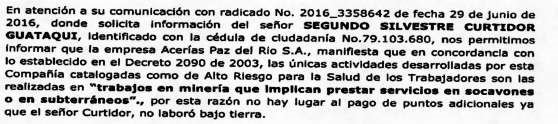 En atención a su comunicación con radicado No. 2016_3358642 de fecha 29 de junio de
2016, donde solicita información del señor SEGUNDO SILVESTRE CURTIDOR
GUATAQUI, identificado con la cédula de ciudadanía No.79.103.680, nos permitimos
informar que la empresa Acerías Paz del Río S.A., manifiesta que en concordancia con
lo establecido en el Decreto 2090 de 2003, las únicas actividades desarrolladas por esta
Compañía catalogadas como de Alto Riesgo para la Salud de los Trabajadores son las
realizadas en "trabajos en minería que implican prestar servicios en socavones
o en subterráneos"., por esta razón no hay lugar al pago de puntos adicionales ya
que el señor Curtidor, no laboró bajo tierra.